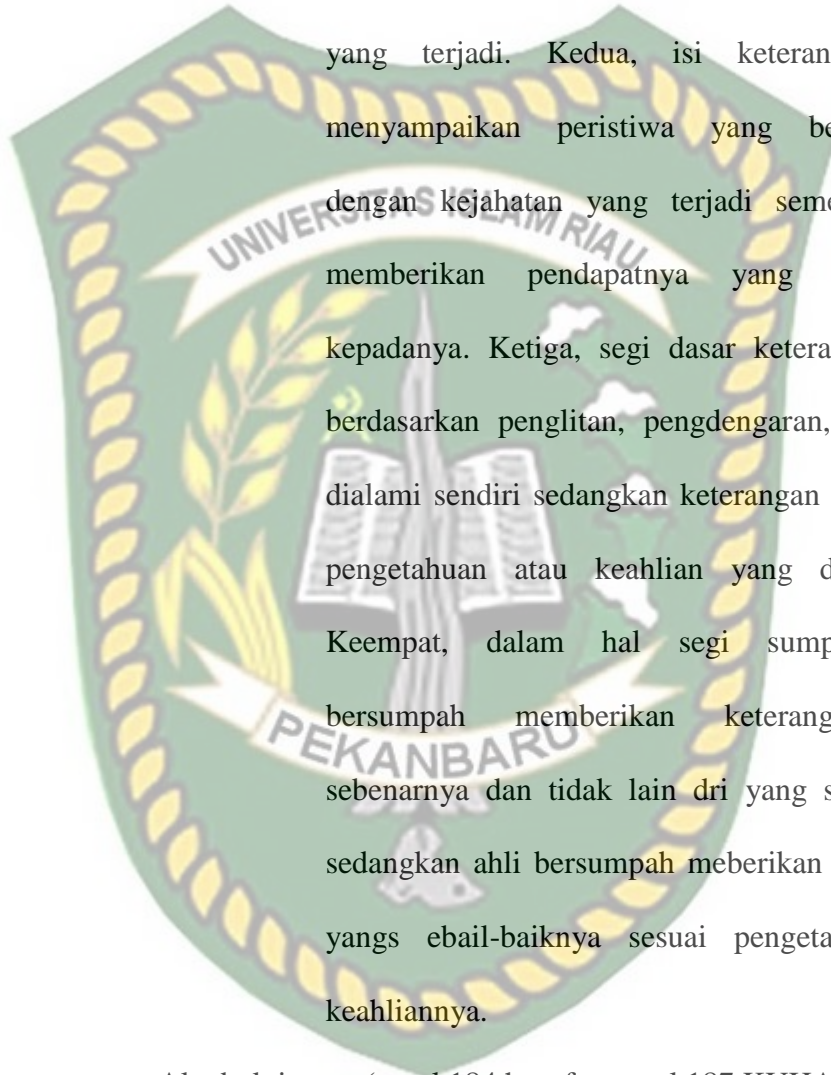 yang terjadi. Kedua, isi keteran
menyampaikan peristiwa yang be
dengan kejahatan yang terjadi seme
UNIVERSITAS ISLAM RIAU
memberikan pendapatnya yang
kepadanya. Ketiga, segi dasar ketera
berdasarkan penglitan, pengdengaran,
dialami sendiri sedangkan keterangan
pengetahuan atau keahlian yang d
Keempat, dalam hal segi sump
bersumpah memberikan keterang
PEKANBARU
sebenarnya dan tidak lain dri yang s
sedangkan ahli bersumpah meberikan
yangs ebail-baiknya sesuai pengeta
keahliannya.